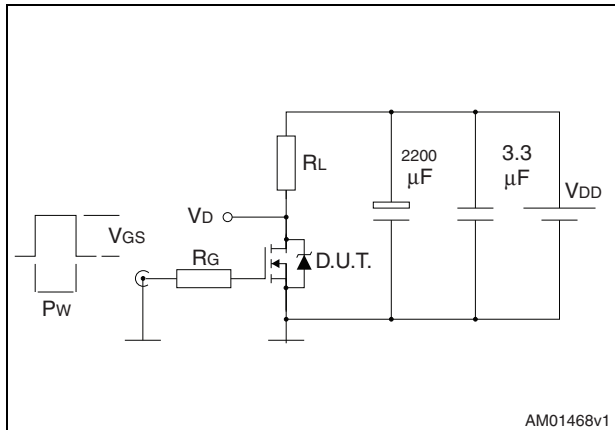 RL
2200
μF
3.3
μF
VDD
VD
VGS
RG
D.U.T.
PW
AM01468v1